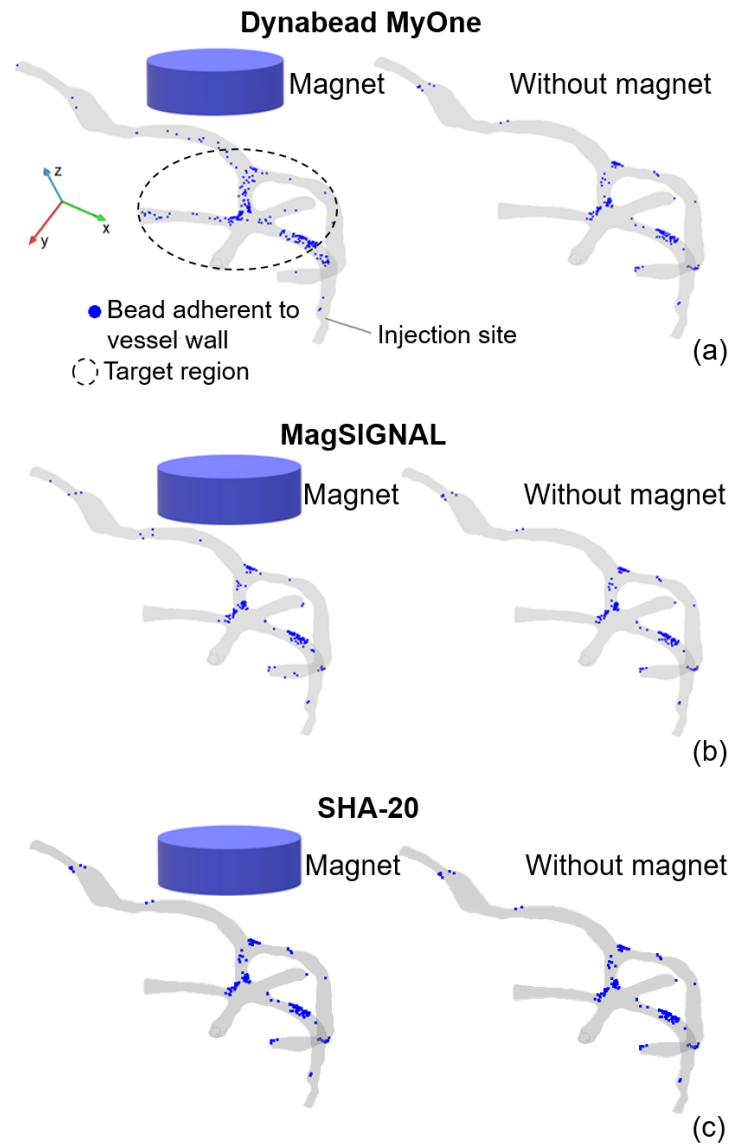 Dynabead MyOne
Magnet
Without magnet
z
x
y
Bead adherent to
vessel wall
Injection site
Target region
(a)
MagSIGNAL
Magnet
Without magnet
(b)
SHA-20
Magnet
Without magnet
(c)